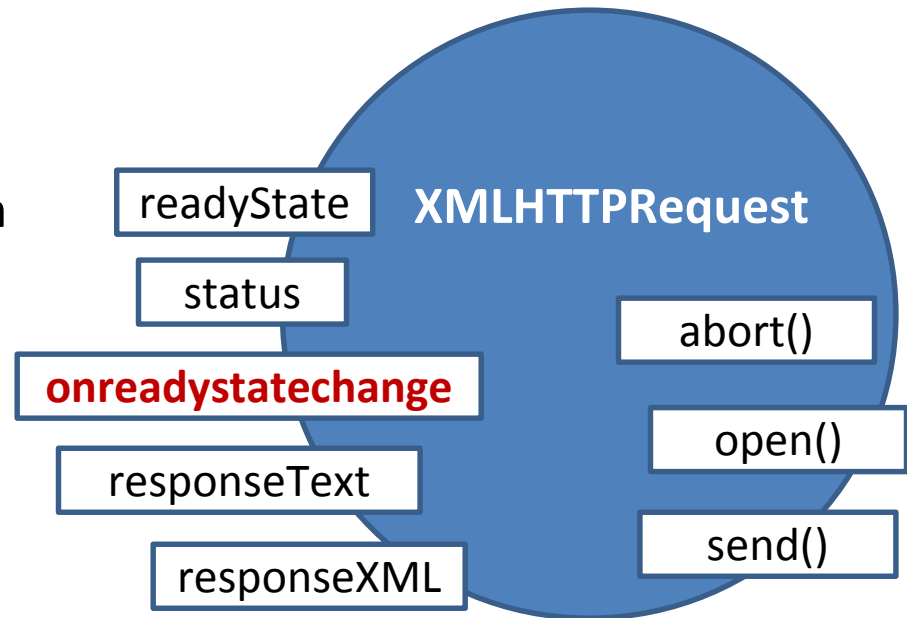 n
readyState
XMLHTTPRequest
status
abort()
onreadystatechange
open()
responseText
send()
responseXML